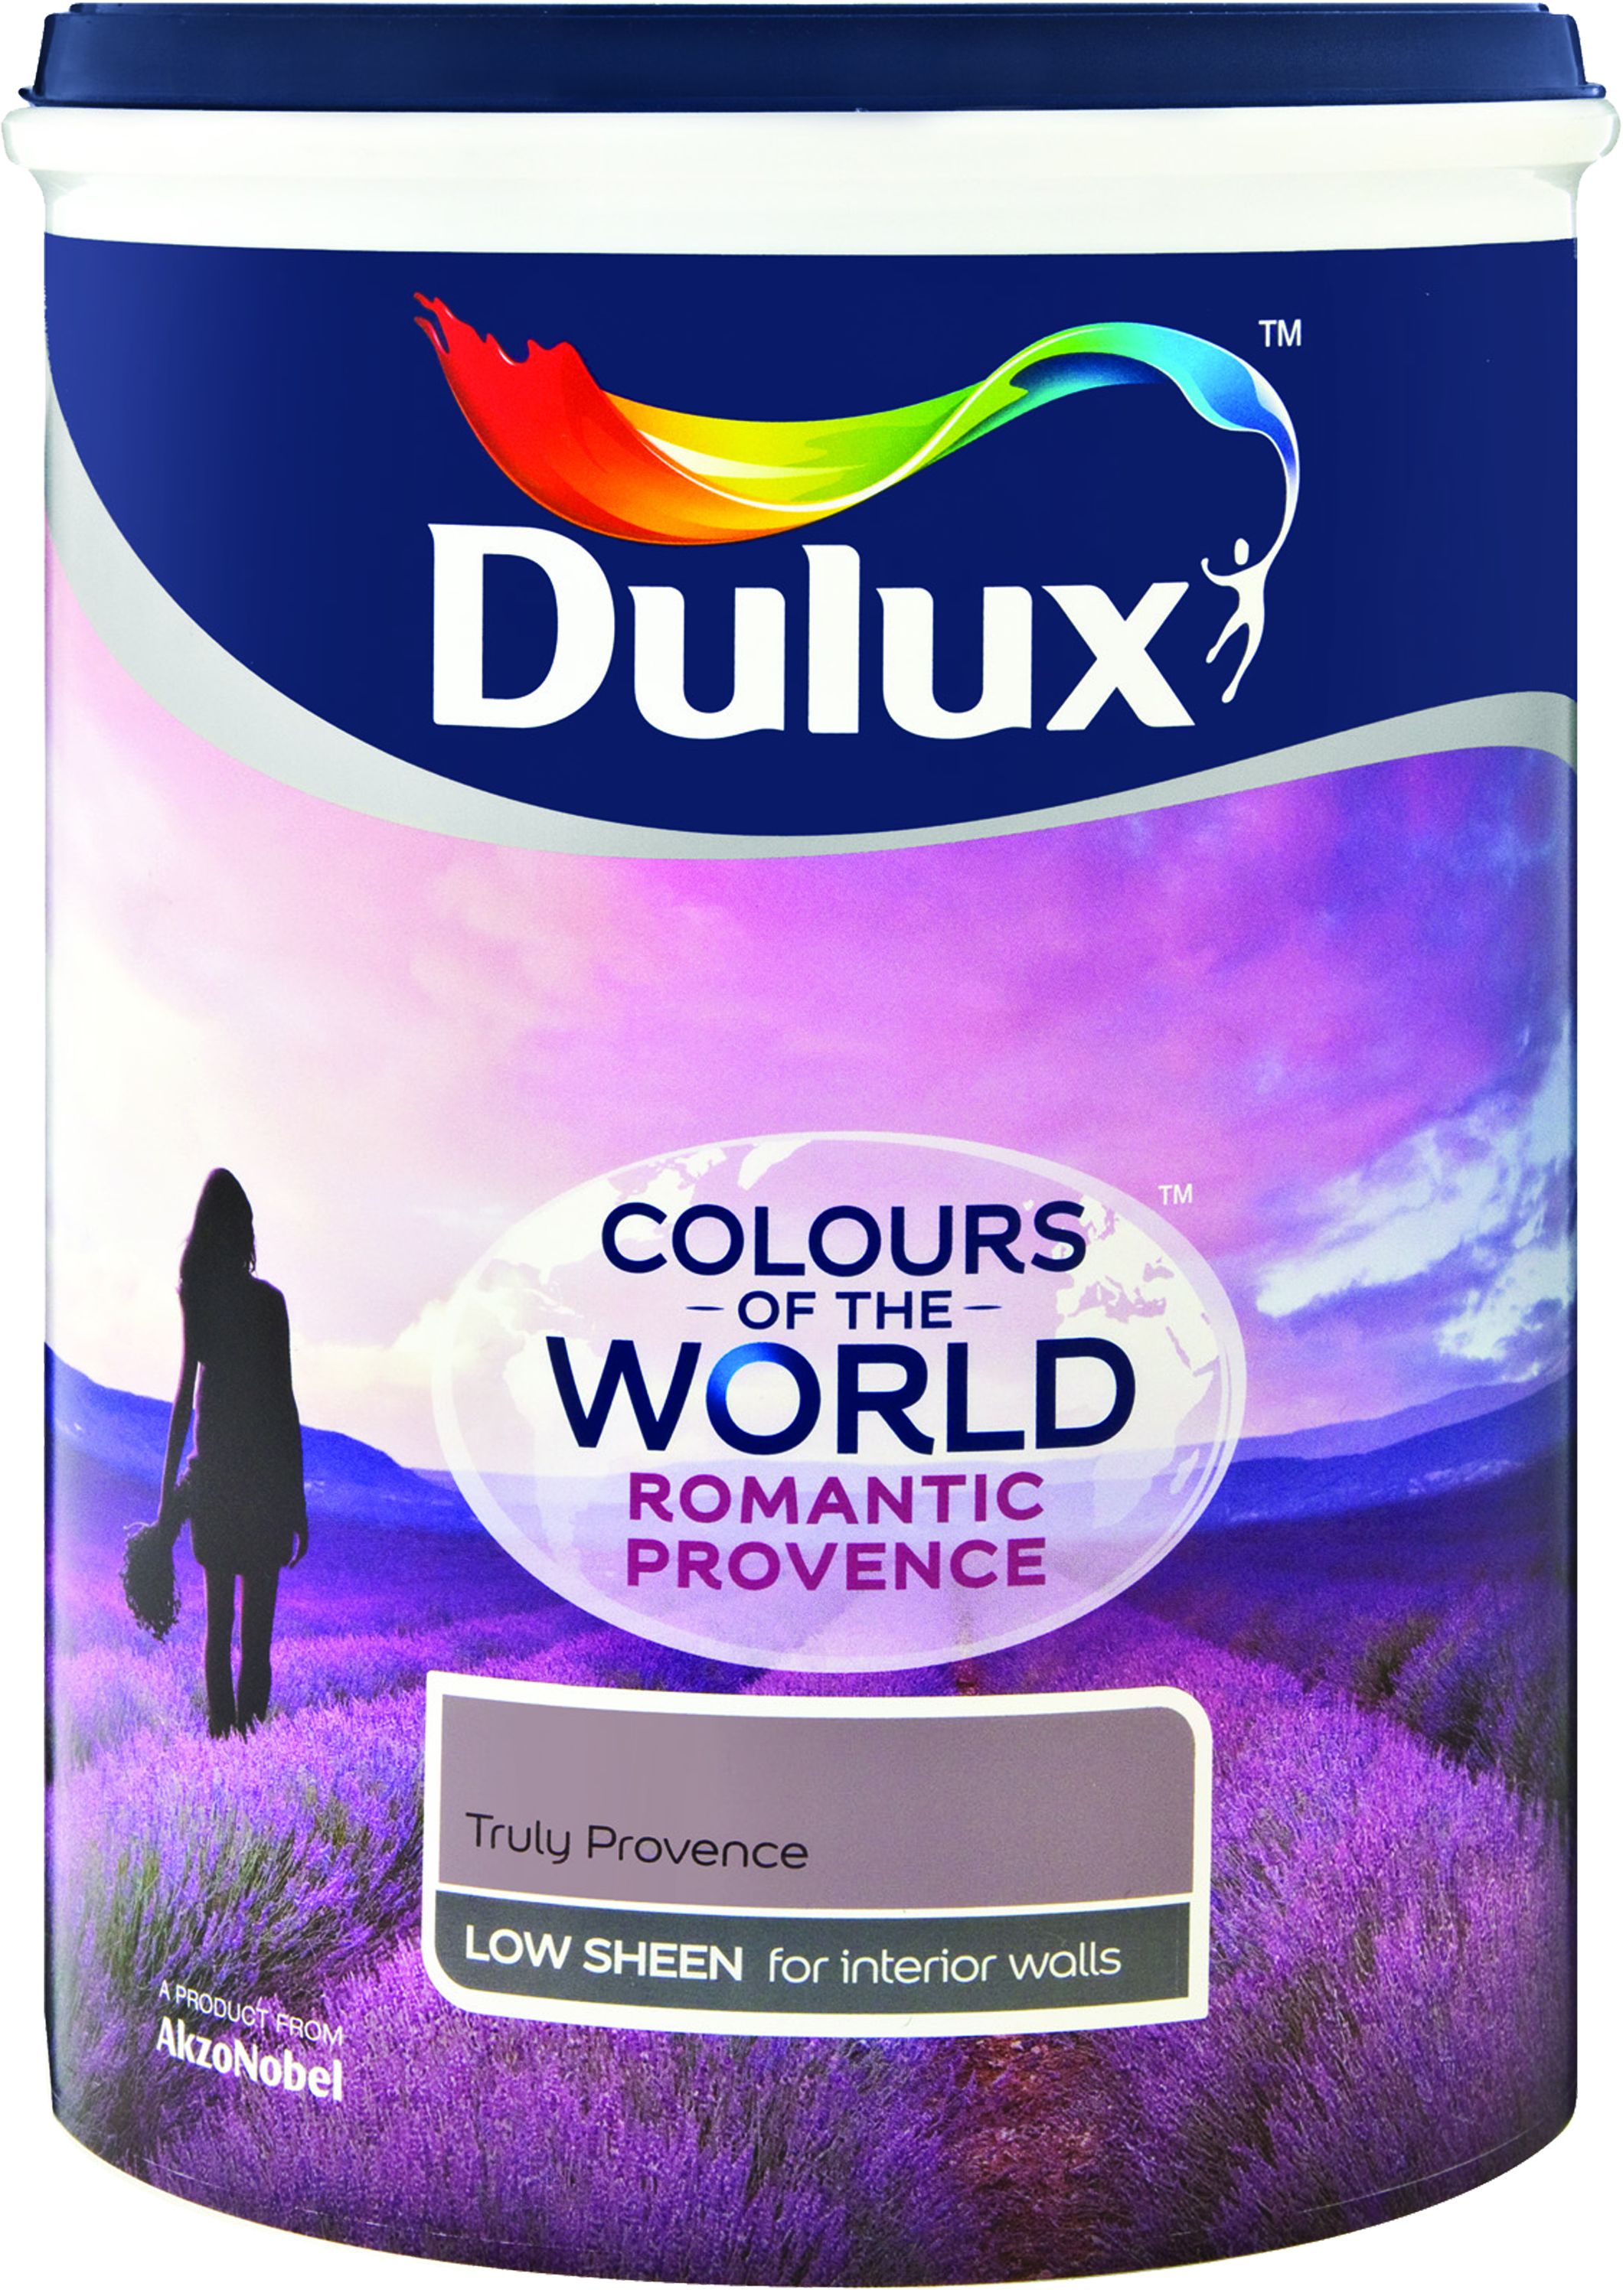 TM
Dulux
COLOURS
TM
- OF THE -
WORLD
ROMANTIC
PROVENCE
Truly Provence
LOW SHEEN for interior walls
A PRODUCT FROM
AkzoNobel